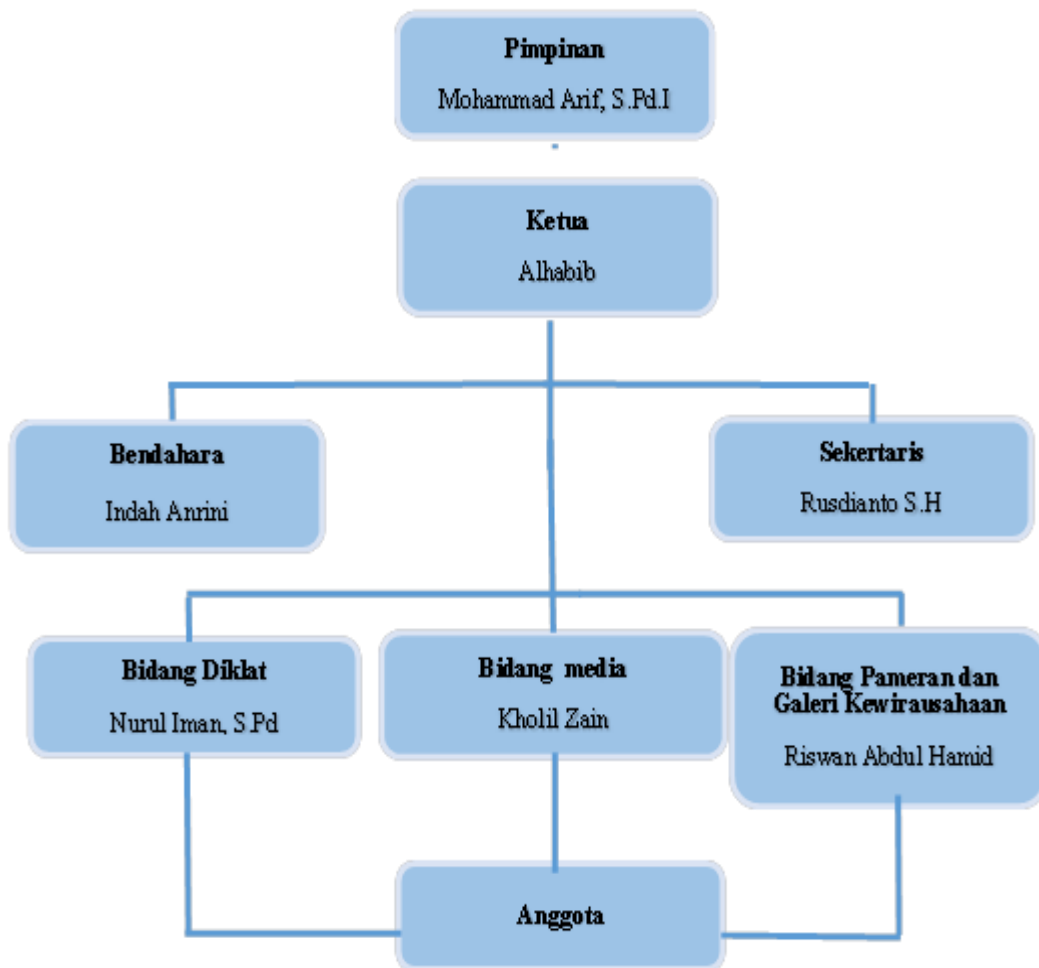 Pimpinan
Mohammad Arif, S.Pd.I
Ketua
Alhabib
Bendahara
Indah Anrini
Sekertaris
Rusdianto S.H
Bidang Diklat
Nurul Iman, S.Pd
Bidang media
Kholil Zain
Bidang Pameran dan
Galeri Kewirausahaan
Riswan Abdul Hamid
Anggota